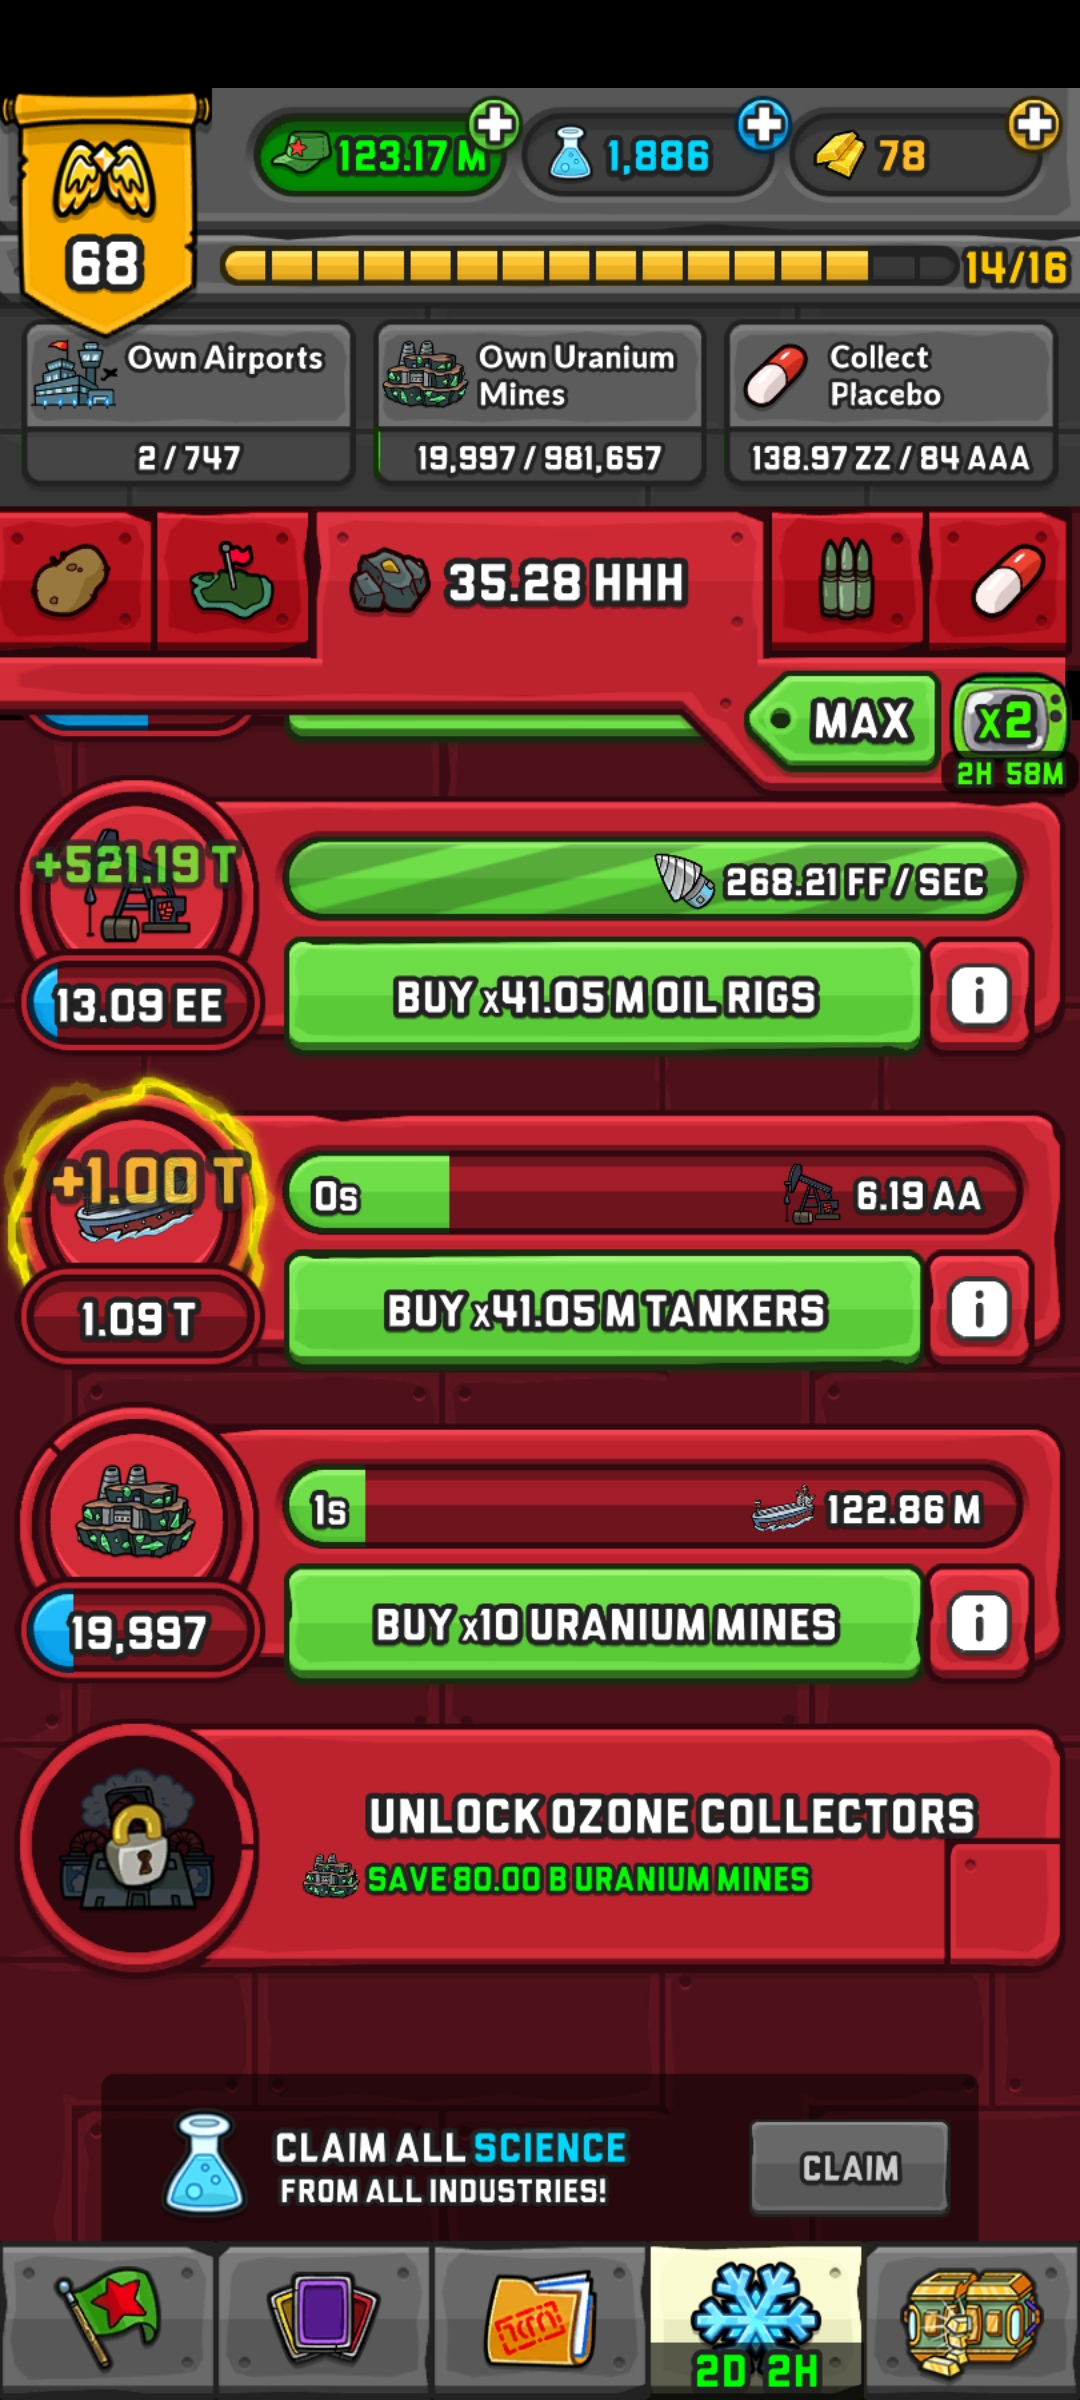 123.17 M
1,886
78
68
14/16
Own Airports
2 / 747
Own Uranium
Mines
19,997 / 981,657
Collect
Placebo
138.97 ZZ / 84 AAA
35.28 HHH
MAX
x2
2H 58M
+521.19 T
268.21 FF / SEC
13.09 EE
BUY x41.05 M OIL RIGS
i
+1.00 T
0s
6.19 AA
1.09 T
BUY x41.05 M TANKERS
i
1s
122.86 M
19,997
BUY x10 URANIUM MINES
i
UNLOCK OZONE COLLECTORS
SAVE 80.00 B URANIUM MINES
CLAIM ALL SCIENCE
FROM ALL INDUSTRIES!
CLAIM
2D 2H